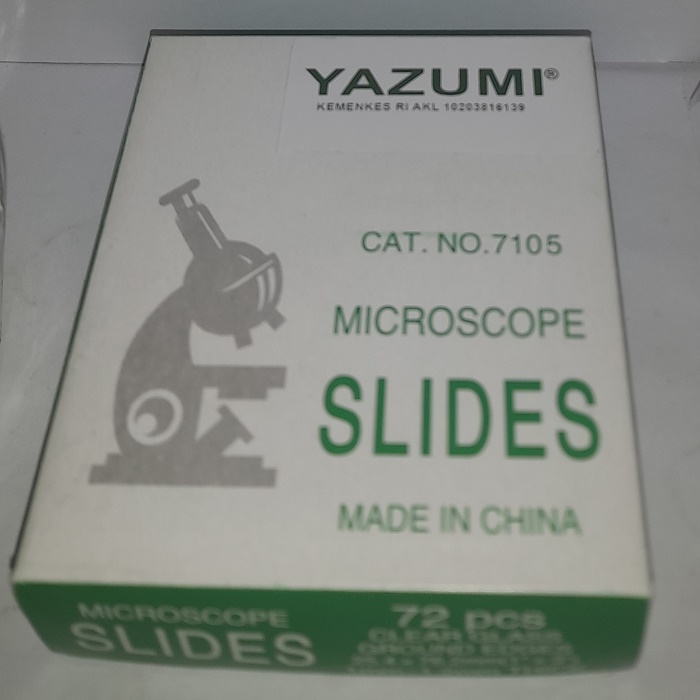 YAZUMI®
KEMENKES RI AKL 10203816139
CAT. NO.7105
MICROSCOPE
SLIDES
MADE IN CHINA
MICROSCOPE
SLIDES
72 pcs
CLEAR GLASS
GROUND EDGES